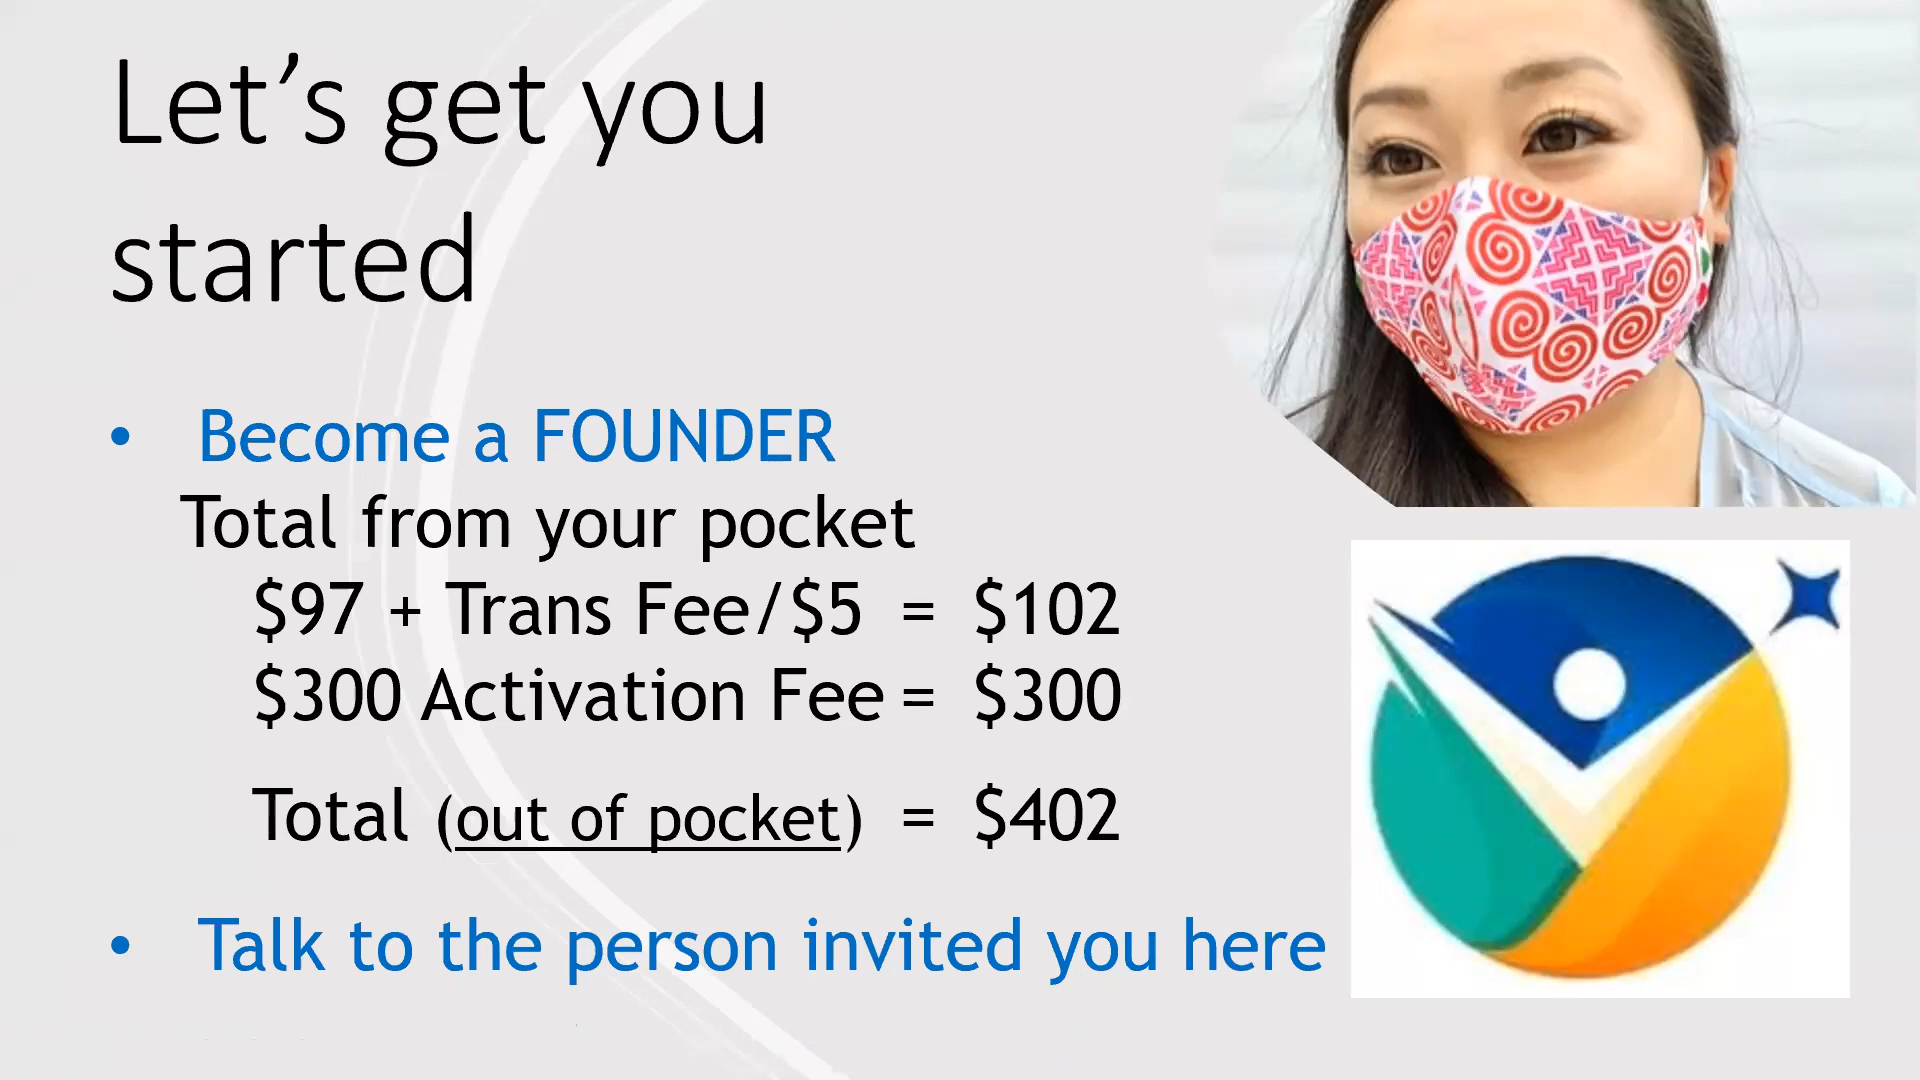 Let’s get you
started
• Become a FOUNDER
Total from your pocket
$97 + Trans Fee/$5 = $102
$300 Activation Fee = $300
Total (out of pocket) = $402
• Talk to the person invited you here